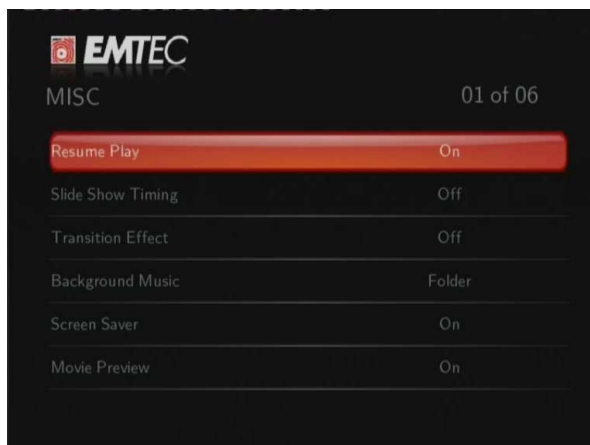 EMTEC
MISC 01 of 06
Resume Play On
Slide Show Timing Off
Transition Effect Off
Background Music Folder
Screen Saver On
Movie Preview On